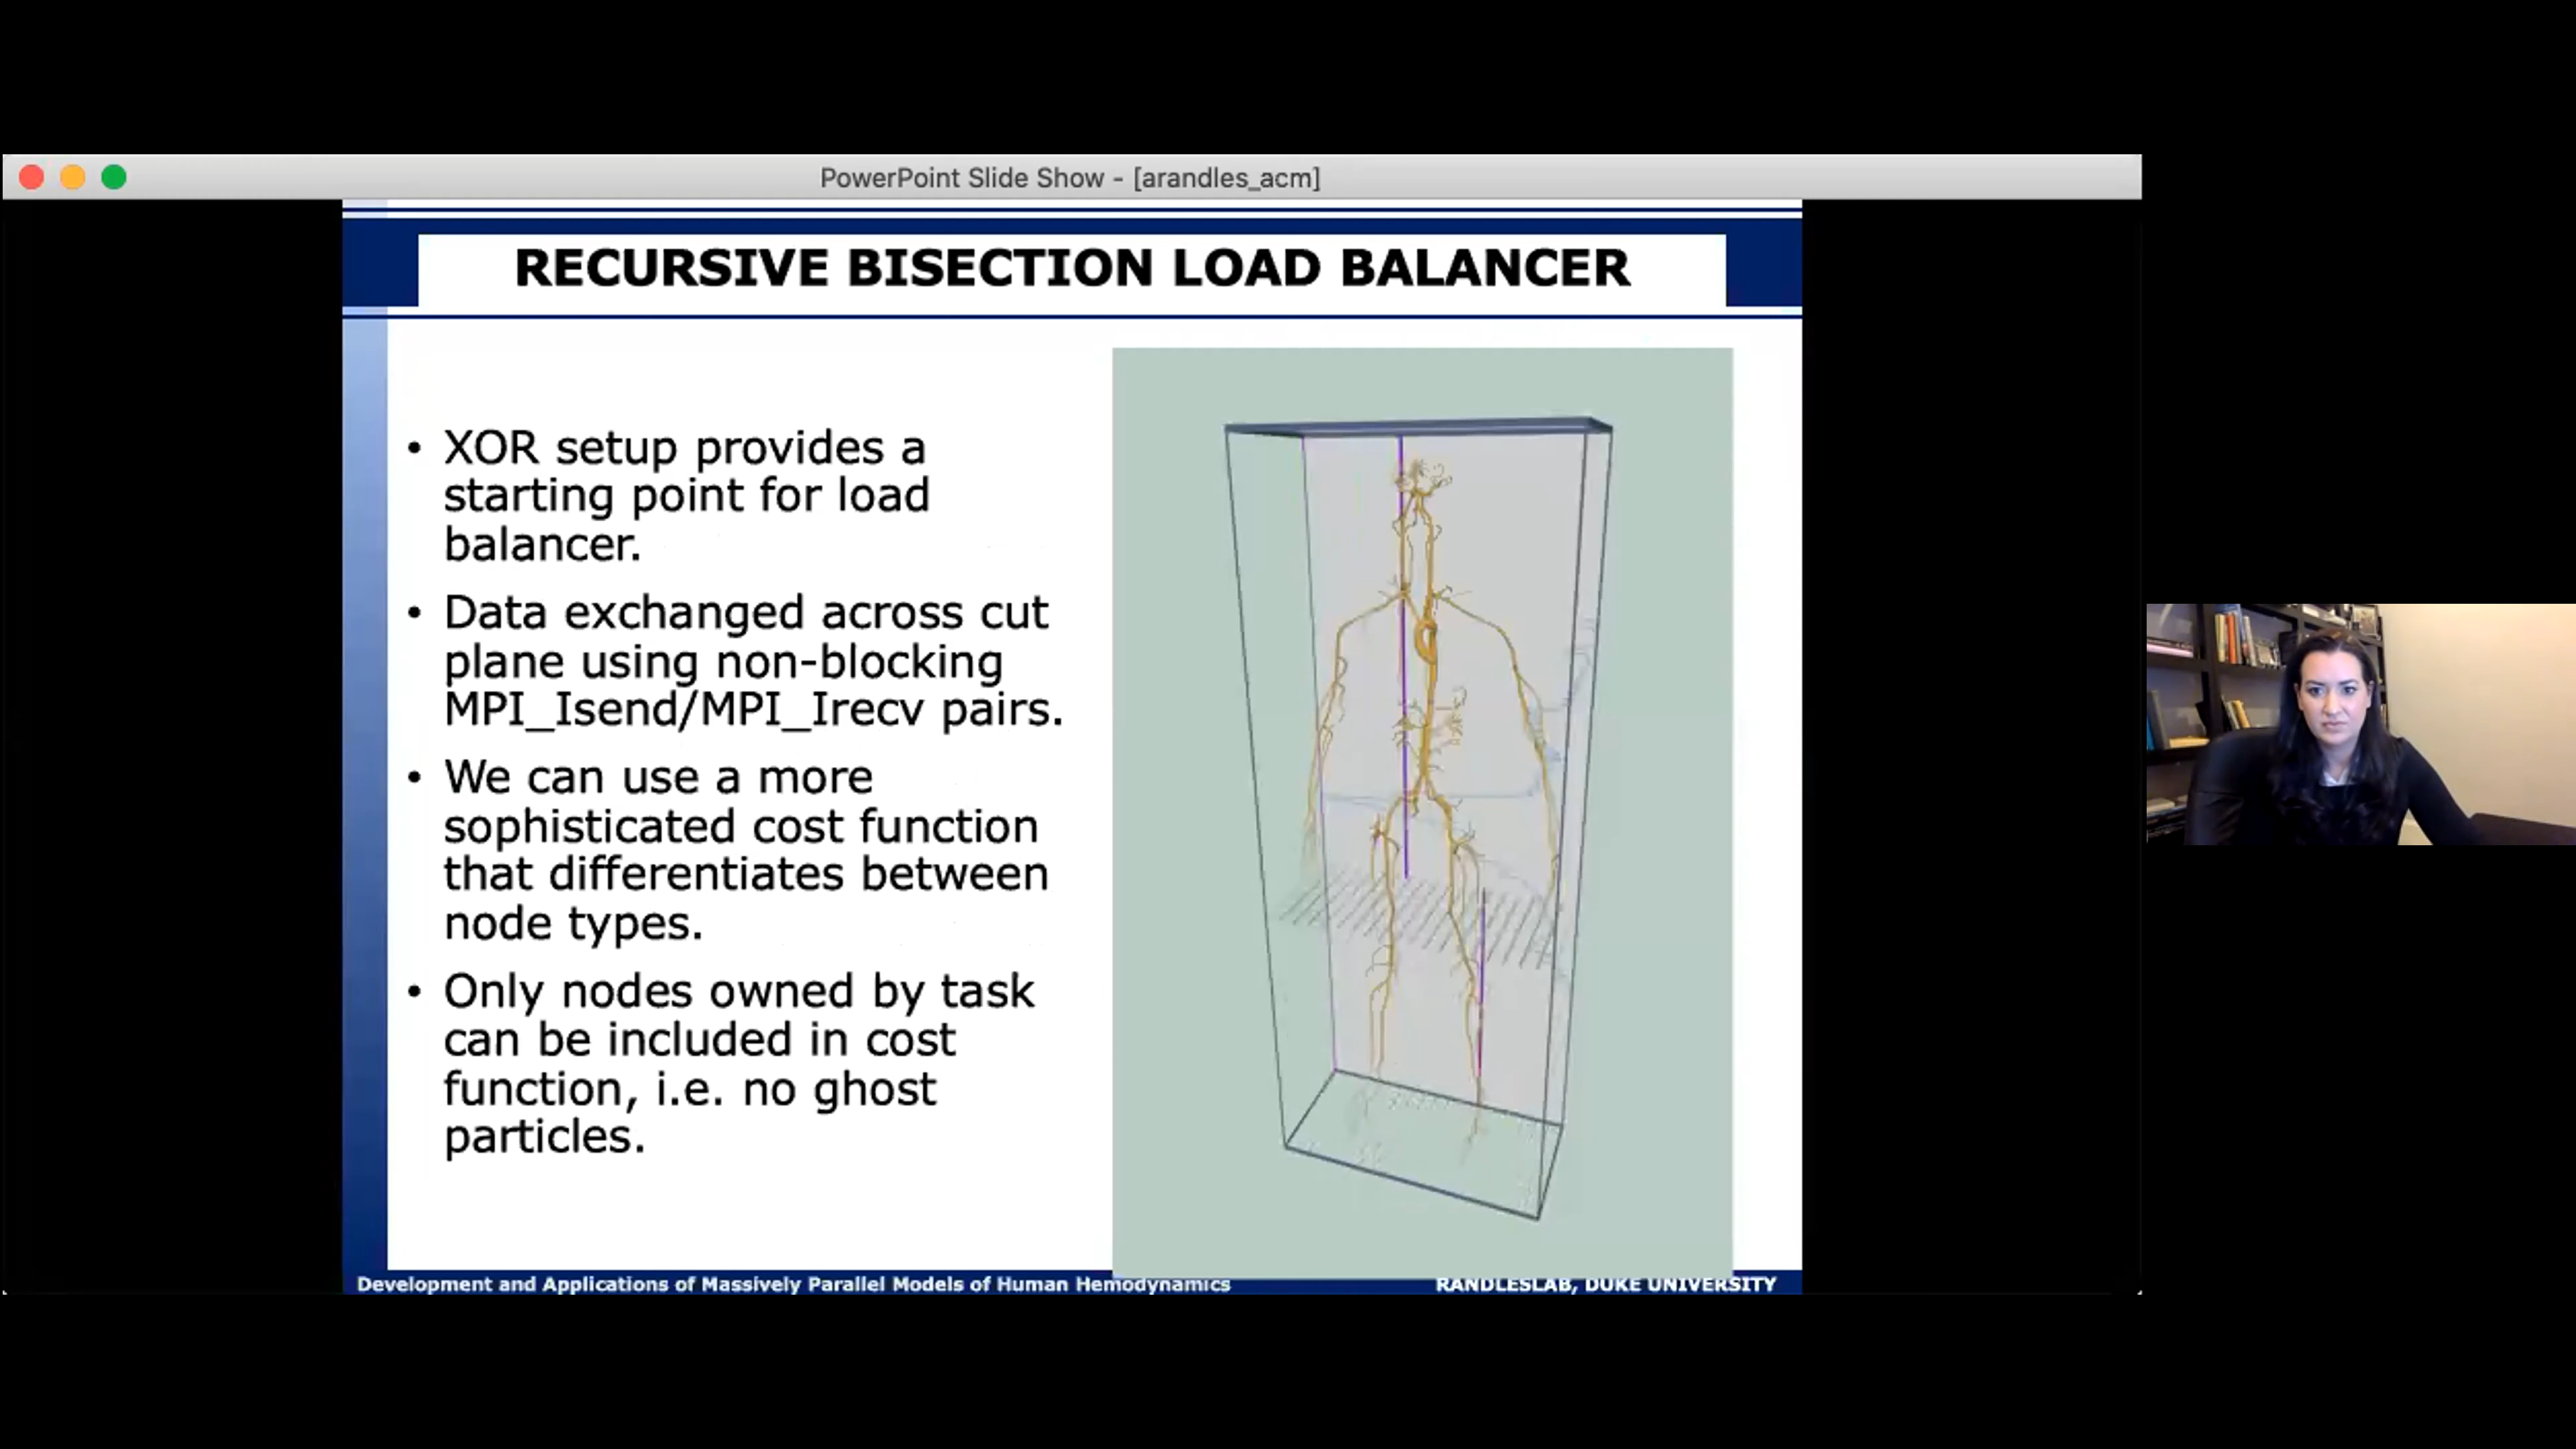 PowerPoint Slide Show - [arandles_acm]
RECURSIVE BISECTION LOAD BALANCER
• XOR setup provides a
starting point for load
balancer.
• Data exchanged across cut
plane using non-blocking
MPI_Isend/MPI_Irecv pairs.
• We can use a more
sophisticated cost function
that differentiates between
node types.
• Only nodes owned by task
can be included in cost
function, i.e. no ghost
particles.
Development and Applications of Massively Parallel Models of Human Hemodynamics
RANDLESLAB, DUKE UNIVERSITY